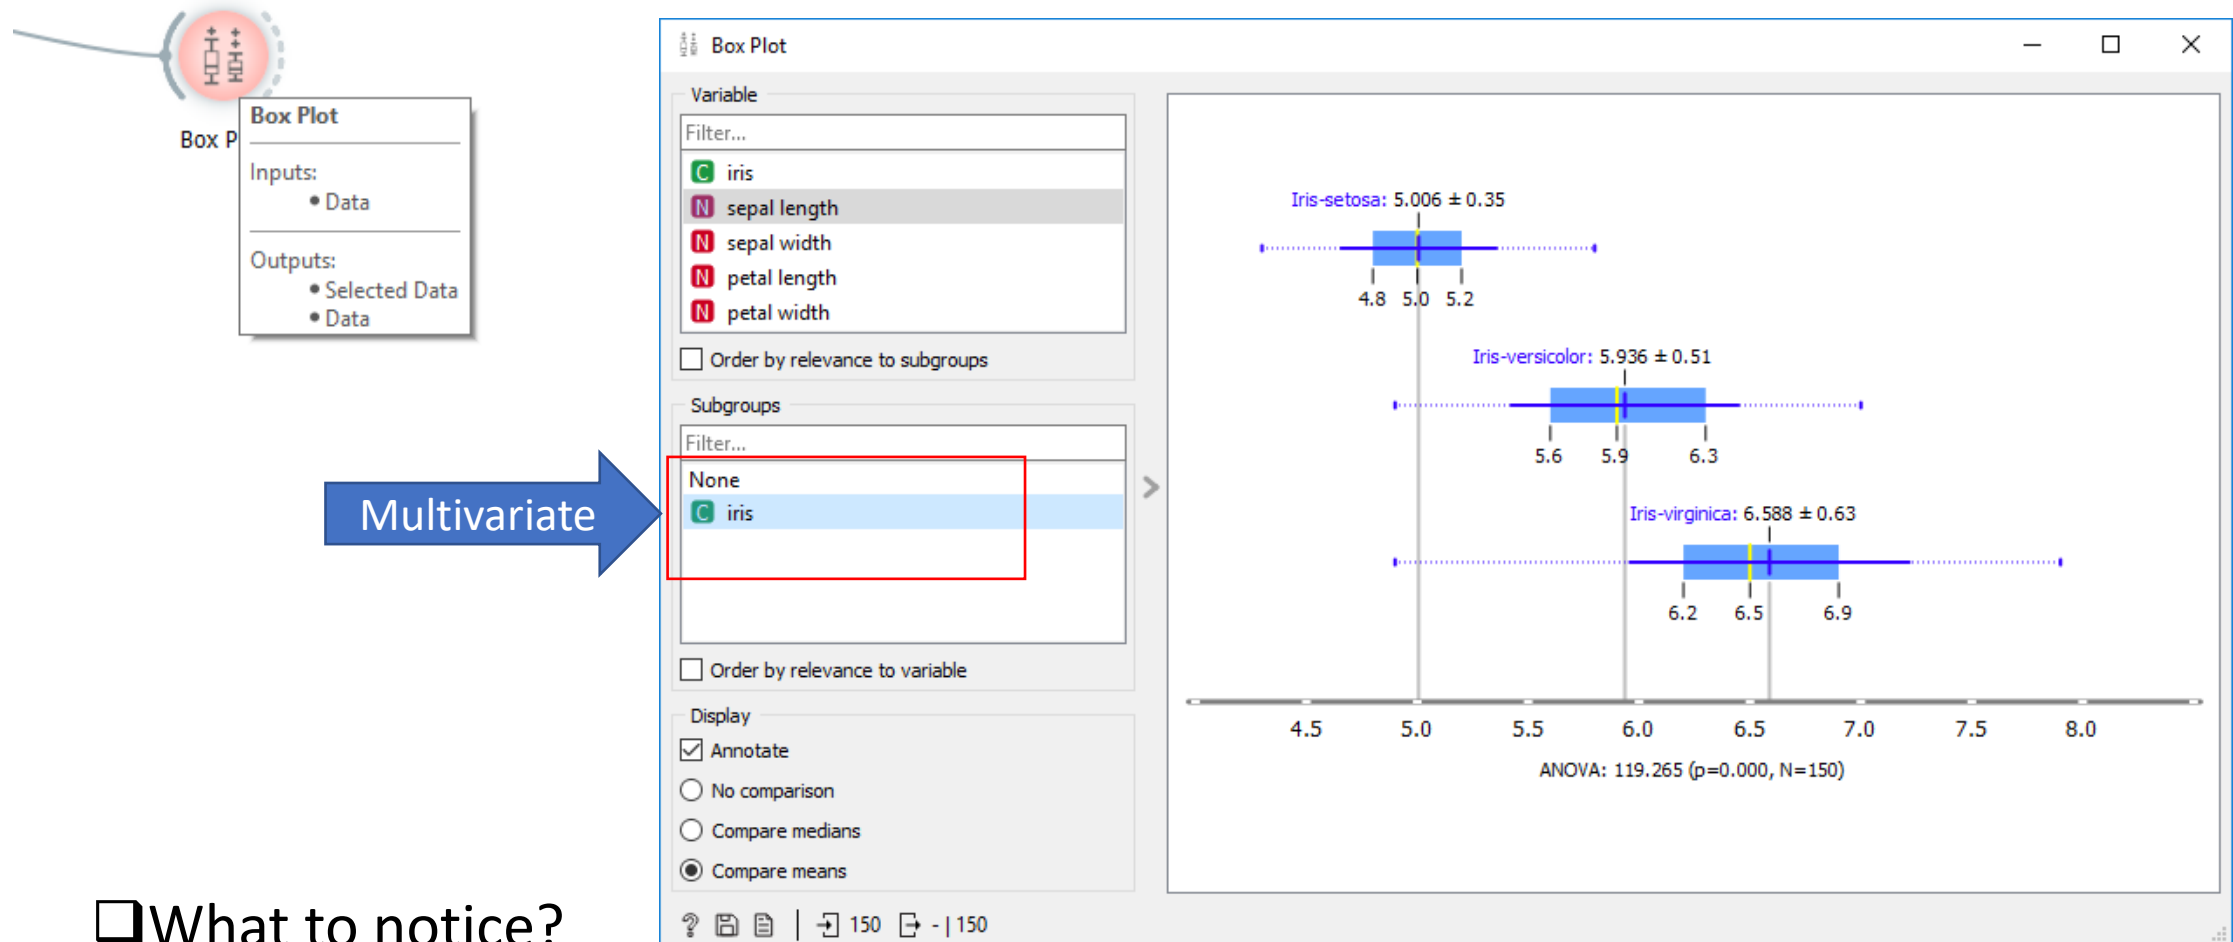 Box P
Box Plot
Inputs:
• Data
Outputs:
• Selected Data
• Data
Multivariate
❑What to notice?
Box Plot
Variable
Filter...
C iris
N sepal length
N sepal width
N petal length
N petal width
Order by relevance to subgroups
Subgroups
Filter...
None
C iris
Order by relevance to variable
Display
Annotate
No comparison
Compare medians
Compare means
? 150 - | 150
Iris-setosa: 5.006 ± 0.35
4.8 5.0 5.2
Iris-versicolor: 5.936 ± 0.51
5.6 5.9 6.3
Iris-virginica: 6.588 ± 0.63
6.2 6.5 6.9
4.5 5.0 5.5 6.0 6.5 7.0 7.5 8.0
ANOVA: 119.265 (p=0.000, N=150)